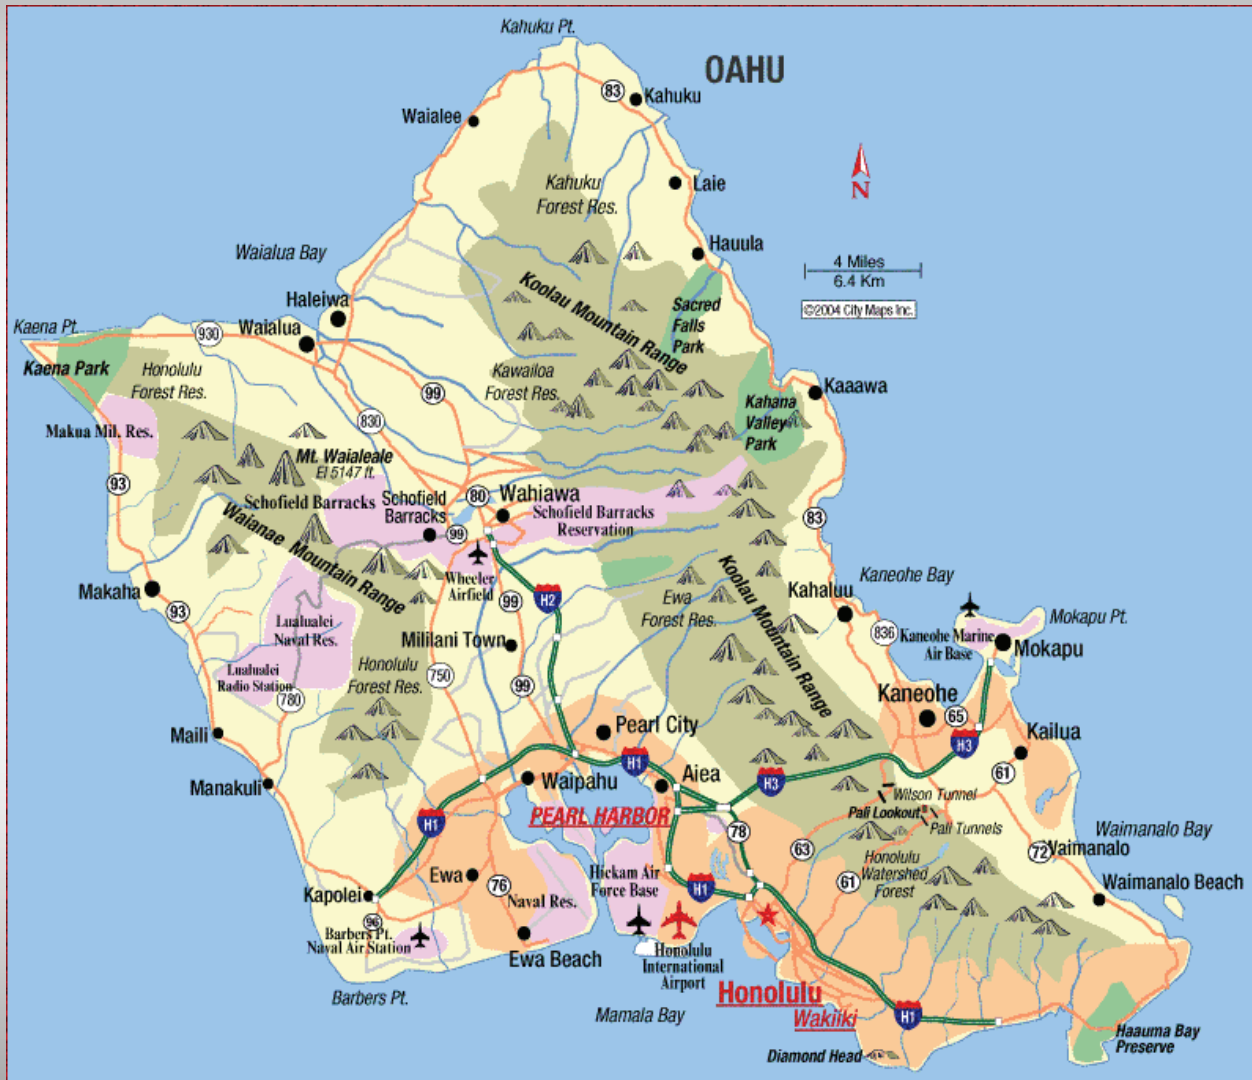 Kahuku Pt.
OAHU
83
Kahuku
Waialee
N
Kahuku
Forest Res.
Laie
Waialua Bay
Hauula
4 Miles
6.4 Km
©2004 City Maps Inc.
Koolau Mountain Range
Haleiwa
Sacred
Falls
Park
Kaena Pt.
930
Waialua
Kaena Park
Honolulu
Forest Res.
99
Kawailoa
Forest Res.
Kaaawa
Kahana
Valley
Park
830
Makua Mil. Res.
Mt. Waialeale
El 5147 ft.
93
Schofield Barracks
Schofield
Barracks
80
Wahiawa
99
Schofield Barracks
Reservation
83
Waianae Mountain Range
Wheeler
Airfield
Koolau Mountain Range
Kaneohe Bay
Makaha
93
99
H2
Ewa
Forest Res.
Kahaluu
Mokapu Pt.
Lualualei
Naval Res.
Mililani Town
836
Kaneohe Marine
Air Base
Mokapu
Lualualei
Radio Station
780
Honolulu
Forest Res.
750
99
Kaneohe
65
Maili
Pearl City
Kailua
H3
Manakuli
Waipahu
H1
Aiea
H3
61
Wilson Tunnel
H1
PEARL HARBOR
78
Pali Lookout
Pali Tunnels
Waimanalo Bay
63
72
Waimanalo
Honolulu
Watershed
Forest
61
Kapolei
Ewa
76
Naval Res.
Hickam Air
Force Base
H1
Waimanalo Beach
96
Barbers Pt.
Naval Air Station
Ewa Beach
Honolulu
International
Airport
Barbers Pt.
Mamala Bay
Honolulu
Wakiiki
H1
Diamond Head
Haauma Bay
Preserve